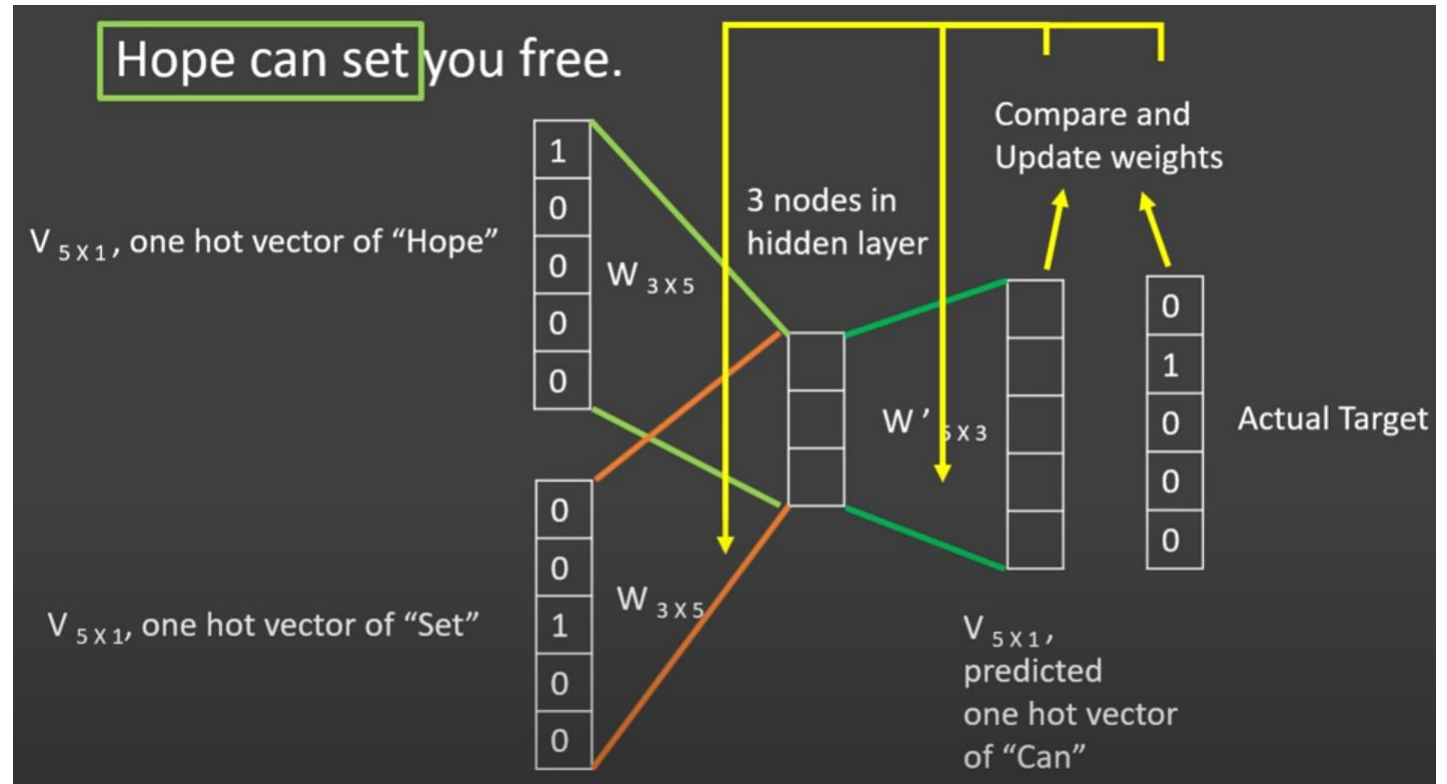 Hope can set you free.
Compare and
Update weights
1
0
0
0
0
V 5 X 1, one hot vector of “Hope”
W 3 X 5
3 nodes in
hidden layer
W ’ 5 X 3
0
1
0
0
0
Actual Target
0
0
1
0
0
V 5 X 1, one hot vector of “Set”
W 3 X 5
V 5 X 1,
predicted
one hot vector
of “Can”